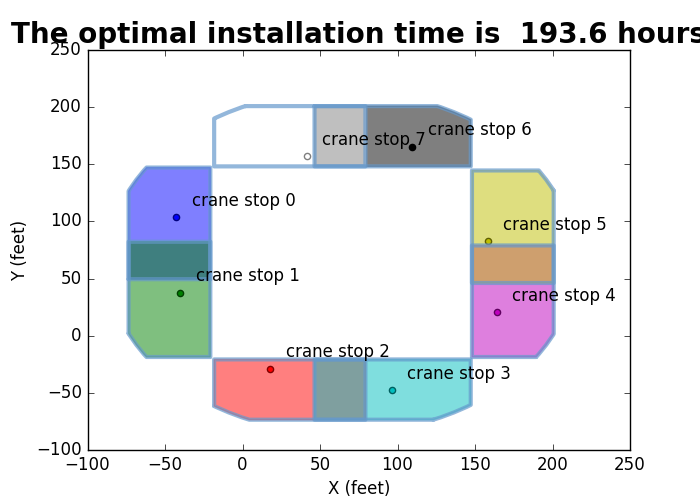 The optimal installation time is  193.6 hours
250
200
150
100
50
0
−50
−100
Y (feet)
crane stop 6
crane stop 7
crane stop 0
crane stop 5
crane stop 1
crane stop 4
crane stop 2
crane stop 3
−100 −50 0 50 100 150 200 250
X (feet)